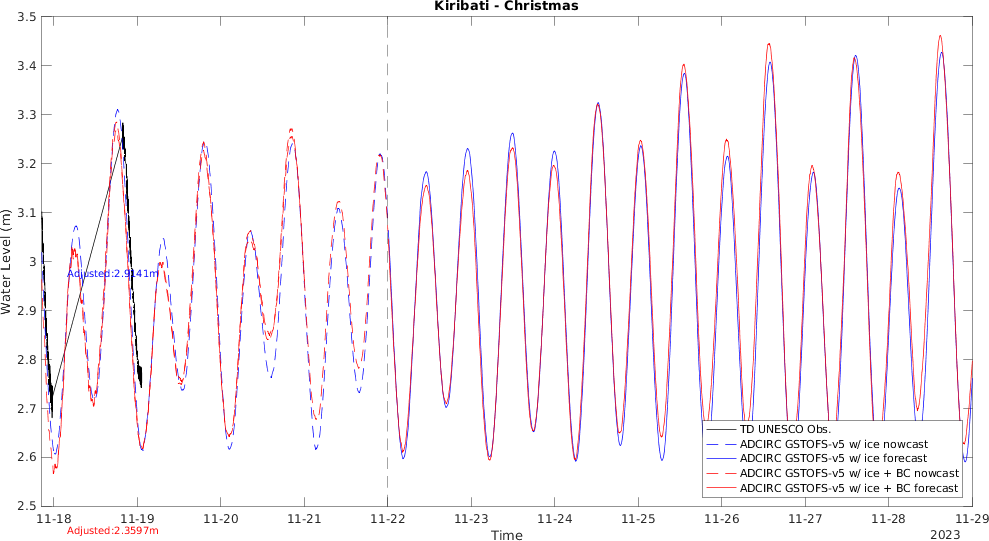 Kiribati - Christmas
3.5
3.4
3.3
3.2
3.1
3
2.9
2.8
2.7
2.6
2.5
Water Level (m)
Adjusted:2.9141m
TD UNESCO Obs.
ADCIRC GSTOFS-v5 w/ ice nowcast
ADCIRC GSTOFS-v5 w/ ice forecast
ADCIRC GSTOFS-v5 w/ ice + BC nowcast
ADCIRC GSTOFS-v5 w/ ice + BC forecast
11-18 11-19 11-20 11-21 11-22 11-23 11-24 11-25 11-26 11-27 11-28 11-29
Adjusted:2.3597m
Time
2023